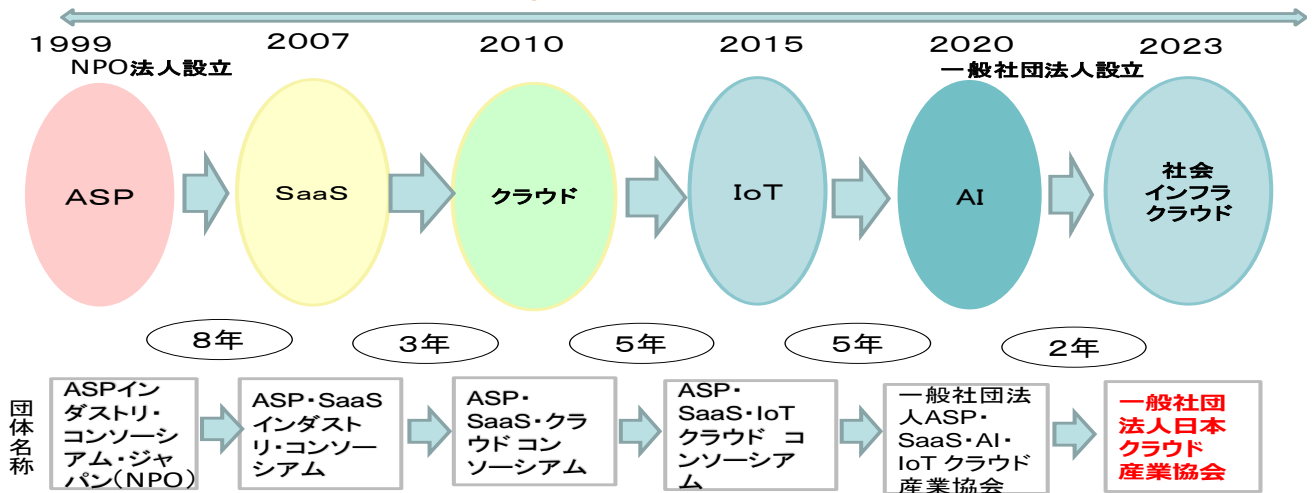 1999
2007
2010
2015
2020
2023
NPO法人設立
一般社団法人設立
ASP
SaaS
クラウド
IoT
AI
社会
インフラ
クラウド
8年
3年
5年
5年
2年
団体名称
ASPイン
ダストリ・
コンソーシ
アム・ジャ
パン(NPO)
ASP・SaaS
インダスト
リ・コンソー
シアム
ASP・
SaaS・クラ
ウド コン
ソーシアム
ASP・
SaaS・IoT
クラウド コ
ンソーシア
ム
一般社団法
人ASP・
SaaS・AI・
IoT クラウド
産業協会
一般社団
法人日本
クラウド
産業協会